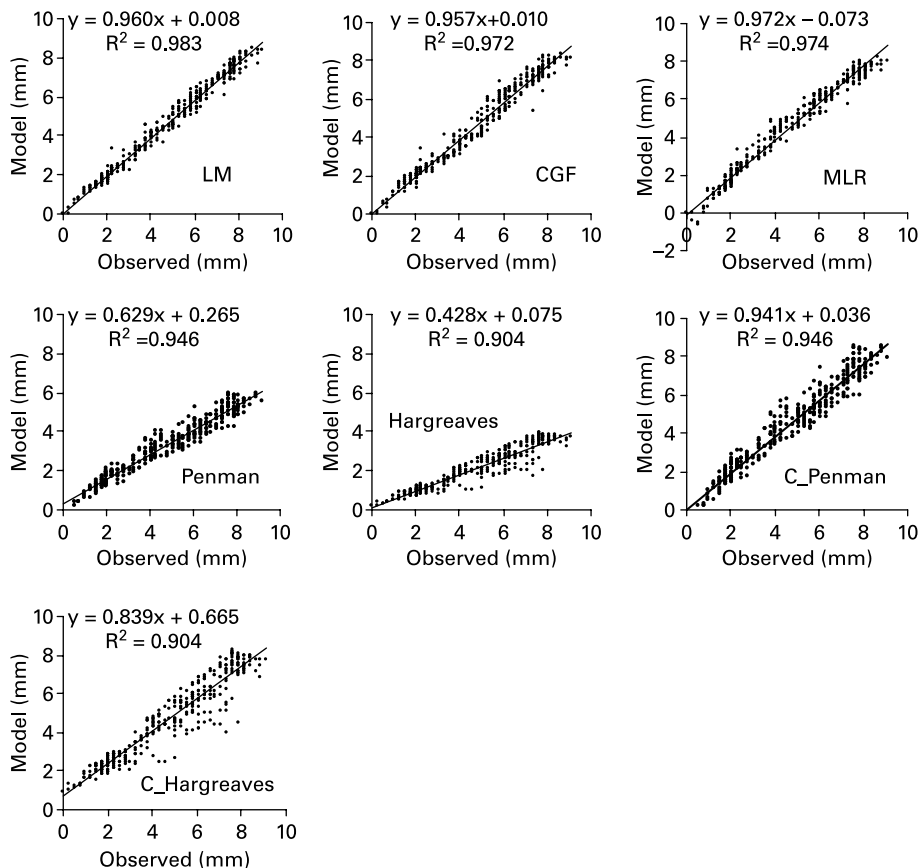 y = 0.960x + 0.008
R² = 0.983
10
8
6
4
2
0
Model (mm)
LM
0 2 4 6 8 10
Observed (mm)
y = 0.957x+0.010
R² =0.972
10
8
6
4
2
0
Model (mm)
CGF
0 2 4 6 8 10
Observed (mm)
y = 0.972x – 0.073
R² =0.974
10
8
6
4
2
0
–2
Model (mm)
MLR
0 2 4 6 8 10
Observed (mm)
y = 0.629x + 0.265
R² =0.946
10
8
6
4
2
0
Model (mm)
Penman
0 2 4 6 8 10
Observed (mm)
y = 0.428x + 0.075
R² = 0.904
10
8
6
4
2
0
Model (mm)
Hargreaves
0 2 4 6 8 10
Observed (mm)
y = 0.941x + 0.036
R² = 0.946
10
8
6
4
2
0
Model (mm)
C_Penman
0 2 4 6 8 10
Observed (mm)
y = 0.839x + 0.665
R² = 0.904
10
8
6
4
2
0
Model (mm)
C_Hargreaves
0 2 4 6 8 10
Observed (mm)